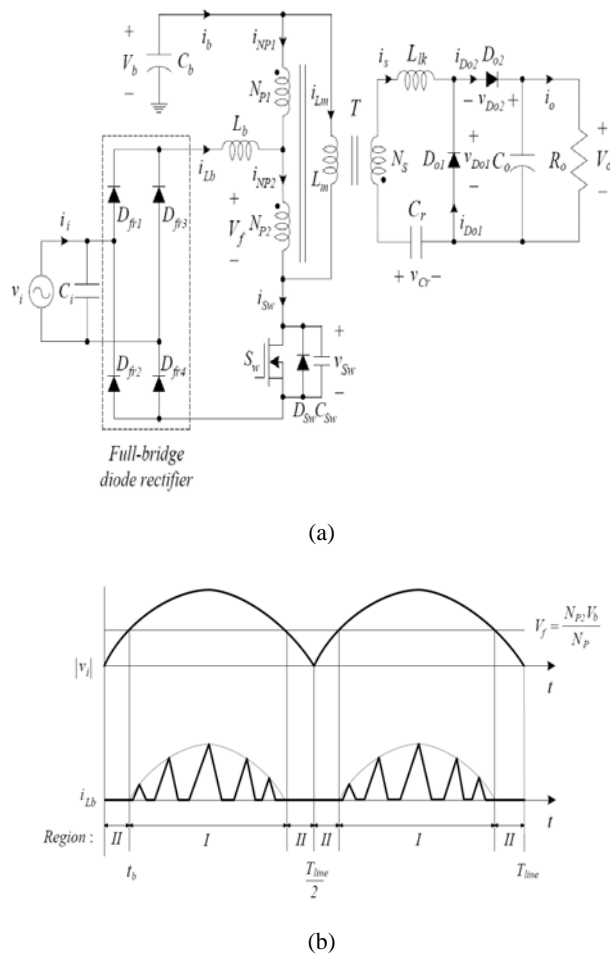 i_b
i_NP1
V_b
C_b
N_P1
i_Lm
i_s
L_lk
i_Do2
D_o2
T
v_Do2
i_o
L_b
i_Lb
i_NP2
L_m
N_S
D_o1
v_Do1
C_o
R_o
V_o
V_f
N_P2
D_fr1
D_fr3
i_i
C_r
i_Do1
v_i
C_i
v_Cr
i_Sw
S_w
v_Sw
D_fr2
D_fr4
D_Sw
C_Sw
Full-bridge
diode rectifier
(a)
V_f = N_P2 V_b / N_P
|v_i|
t
i_Lb
t
Region : II I II II I II
t_b
T_line / 2
T_line
(b)